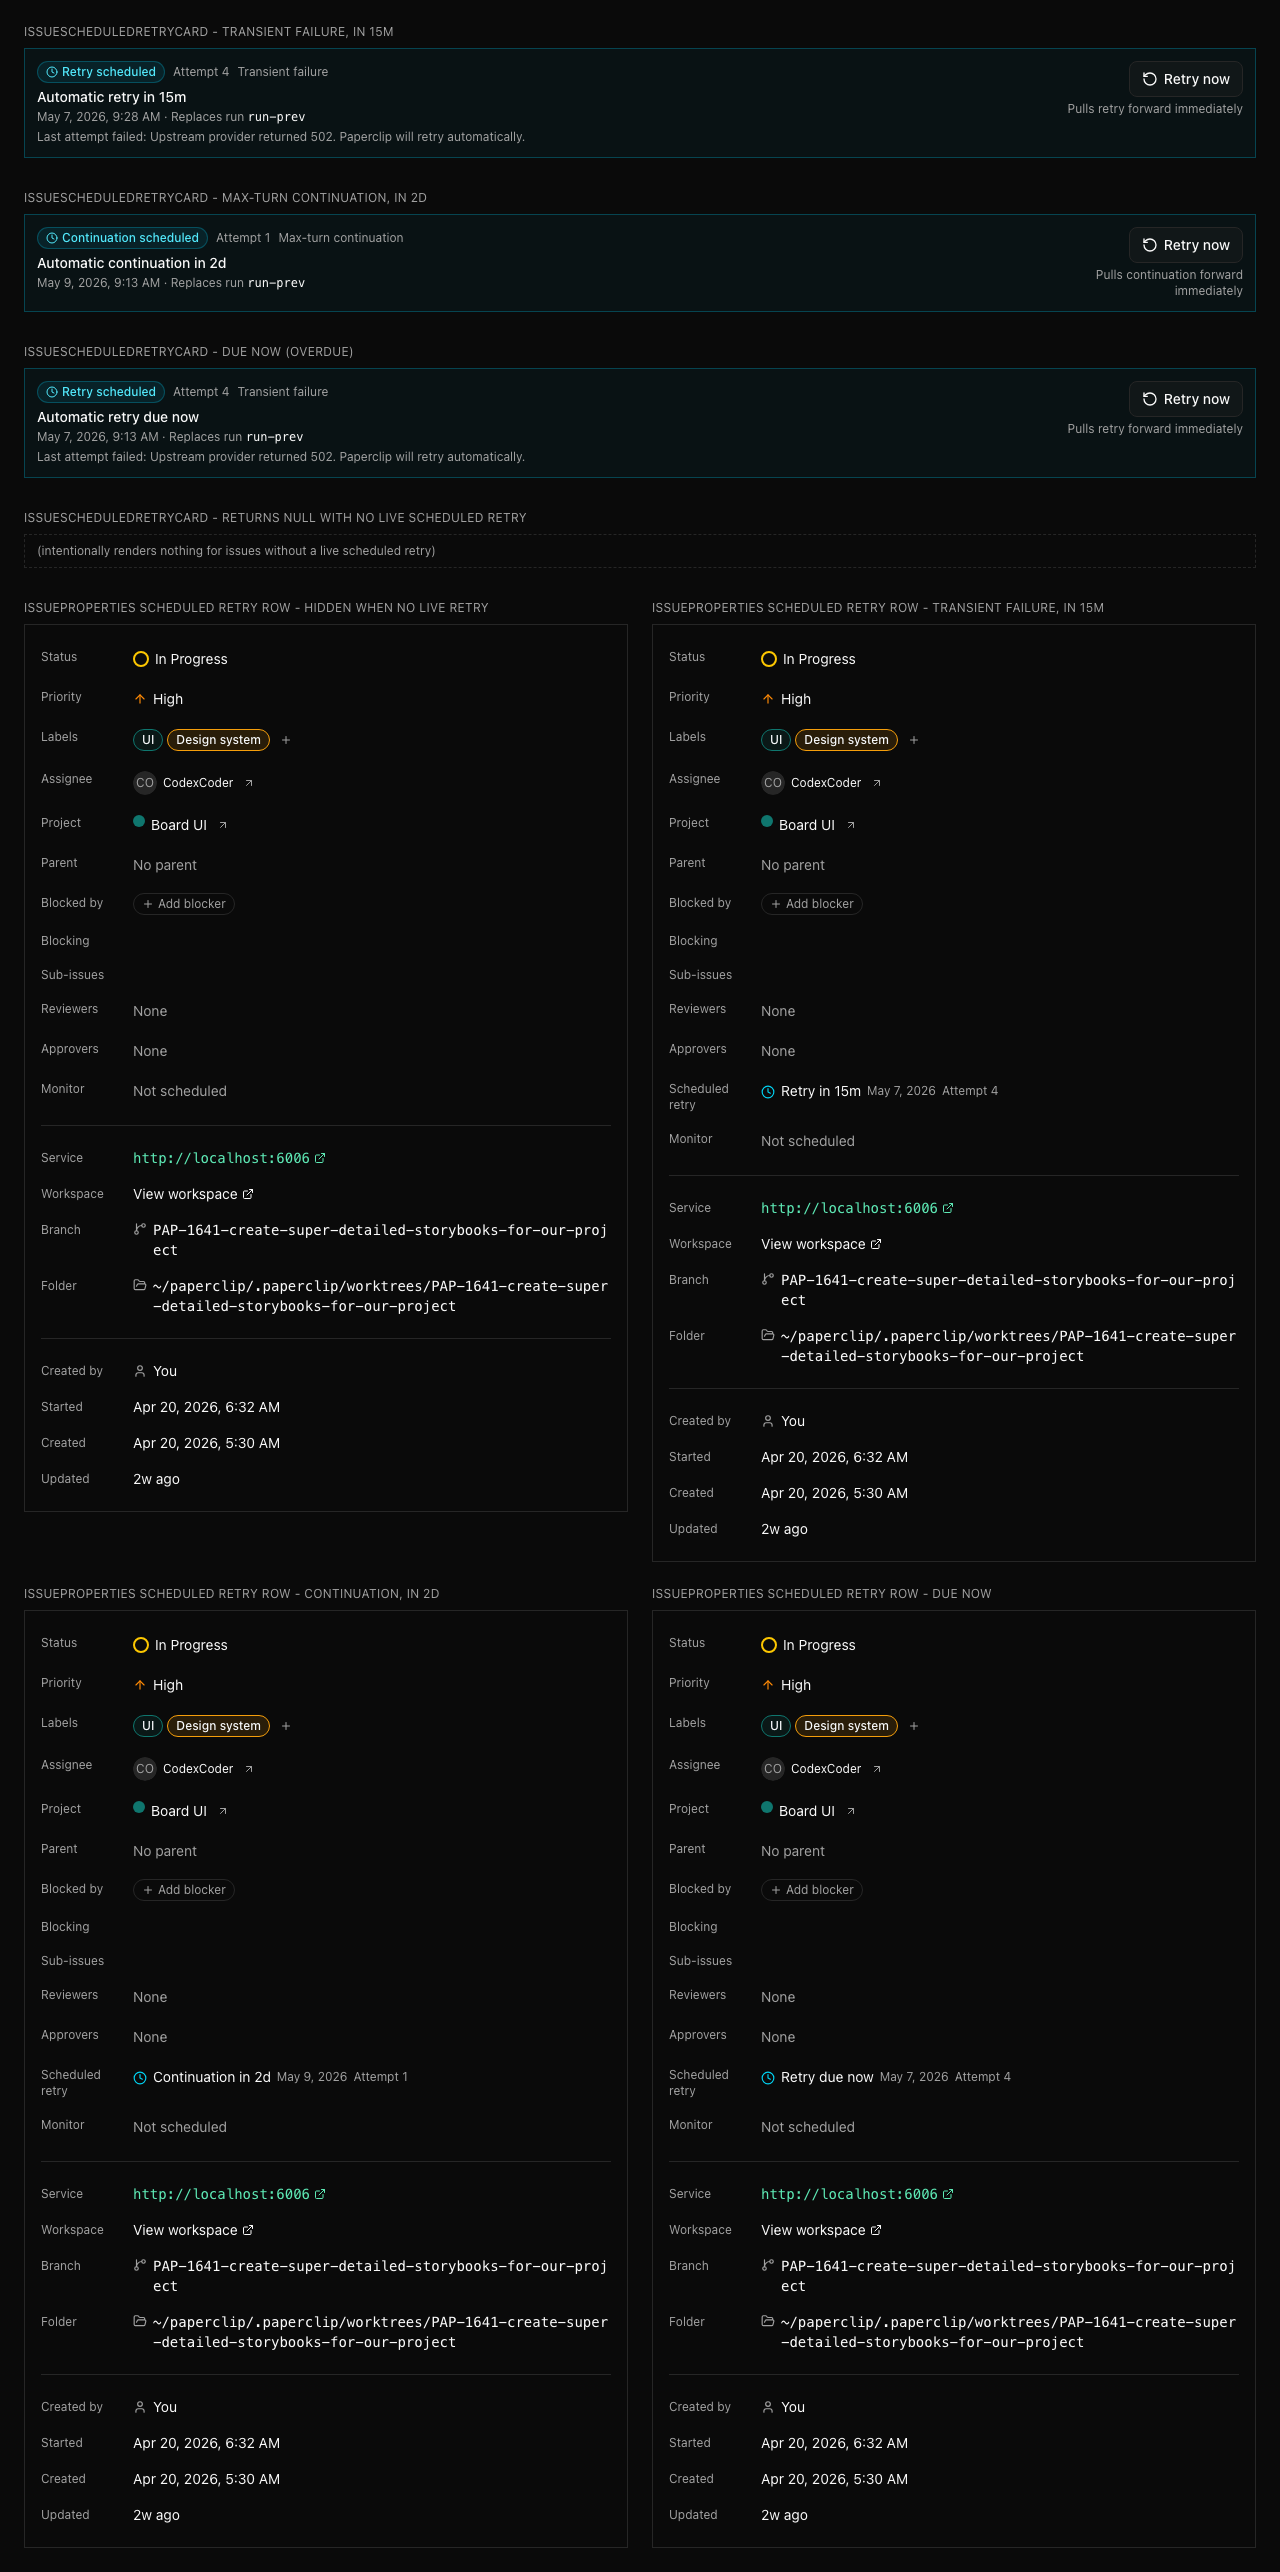 ISSUESCHEDULEDRETRYCARD - TRANSIENT FAILURE, IN 15M
Retry scheduled Attempt 4 Transient failure
Automatic retry in 15m
May 7, 2026, 9:28 AM · Replaces run run-prev
Last attempt failed: Upstream provider returned 502. Paperclip will retry automatically.
Retry now
Pulls retry forward immediately
ISSUESCHEDULEDRETRYCARD - MAX-TURN CONTINUATION, IN 2D
Continuation scheduled Attempt 1 Max-turn continuation
Automatic continuation in 2d
May 9, 2026, 9:13 AM · Replaces run run-prev
Retry now
Pulls continuation forward
immediately
ISSUESCHEDULEDRETRYCARD - DUE NOW (OVERDUE)
Retry scheduled Attempt 4 Transient failure
Automatic retry due now
May 7, 2026, 9:13 AM · Replaces run run-prev
Last attempt failed: Upstream provider returned 502. Paperclip will retry automatically.
Retry now
Pulls retry forward immediately
ISSUESCHEDULEDRETRYCARD - RETURNS NULL WITH NO LIVE SCHEDULED RETRY
(intentionally renders nothing for issues without a live scheduled retry)
ISSUEPROPERTIES SCHEDULED RETRY ROW - HIDDEN WHEN NO LIVE RETRY
Status In Progress
Priority High
Labels UI Design system +
Assignee CO CodexCoder
Project Board UI
Parent No parent
Blocked by + Add blocker
Blocking
Sub-issues
Reviewers None
Approvers None
Monitor Not scheduled
Service http://localhost:6006
Workspace View workspace
Branch PAP-1641-create-super-detailed-storybooks-for-our-proj
ect
Folder ~/paperclip/.paperclip/worktrees/PAP-1641-create-super
-detailed-storybooks-for-our-project
Created by You
Started Apr 20, 2026, 6:32 AM
Created Apr 20, 2026, 5:30 AM
Updated 2w ago
ISSUEPROPERTIES SCHEDULED RETRY ROW - TRANSIENT FAILURE, IN 15M
Status In Progress
Priority High
Labels UI Design system +
Assignee CO CodexCoder
Project Board UI
Parent No parent
Blocked by + Add blocker
Blocking
Sub-issues
Reviewers None
Approvers None
Scheduled retry Retry in 15m May 7, 2026 Attempt 4
Monitor Not scheduled
Service http://localhost:6006
Workspace View workspace
Branch PAP-1641-create-super-detailed-storybooks-for-our-proj
ect
Folder ~/paperclip/.paperclip/worktrees/PAP-1641-create-super
-detailed-storybooks-for-our-project
Created by You
Started Apr 20, 2026, 6:32 AM
Created Apr 20, 2026, 5:30 AM
Updated 2w ago
ISSUEPROPERTIES SCHEDULED RETRY ROW - CONTINUATION, IN 2D
Status In Progress
Priority High
Labels UI Design system +
Assignee CO CodexCoder
Project Board UI
Parent No parent
Blocked by + Add blocker
Blocking
Sub-issues
Reviewers None
Approvers None
Scheduled retry Continuation in 2d May 9, 2026 Attempt 1
Monitor Not scheduled
Service http://localhost:6006
Workspace View workspace
Branch PAP-1641-create-super-detailed-storybooks-for-our-proj
ect
Folder ~/paperclip/.paperclip/worktrees/PAP-1641-create-super
-detailed-storybooks-for-our-project
Created by You
Started Apr 20, 2026, 6:32 AM
Created Apr 20, 2026, 5:30 AM
Updated 2w ago
ISSUEPROPERTIES SCHEDULED RETRY ROW - DUE NOW
Status In Progress
Priority High
Labels UI Design system +
Assignee CO CodexCoder
Project Board UI
Parent No parent
Blocked by + Add blocker
Blocking
Sub-issues
Reviewers None
Approvers None
Scheduled retry Retry due now May 7, 2026 Attempt 4
Monitor Not scheduled
Service http://localhost:6006
Workspace View workspace
Branch PAP-1641-create-super-detailed-storybooks-for-our-proj
ect
Folder ~/paperclip/.paperclip/worktrees/PAP-1641-create-super
-detailed-storybooks-for-our-project
Created by You
Started Apr 20, 2026, 6:32 AM
Created Apr 20, 2026, 5:30 AM
Updated 2w ago